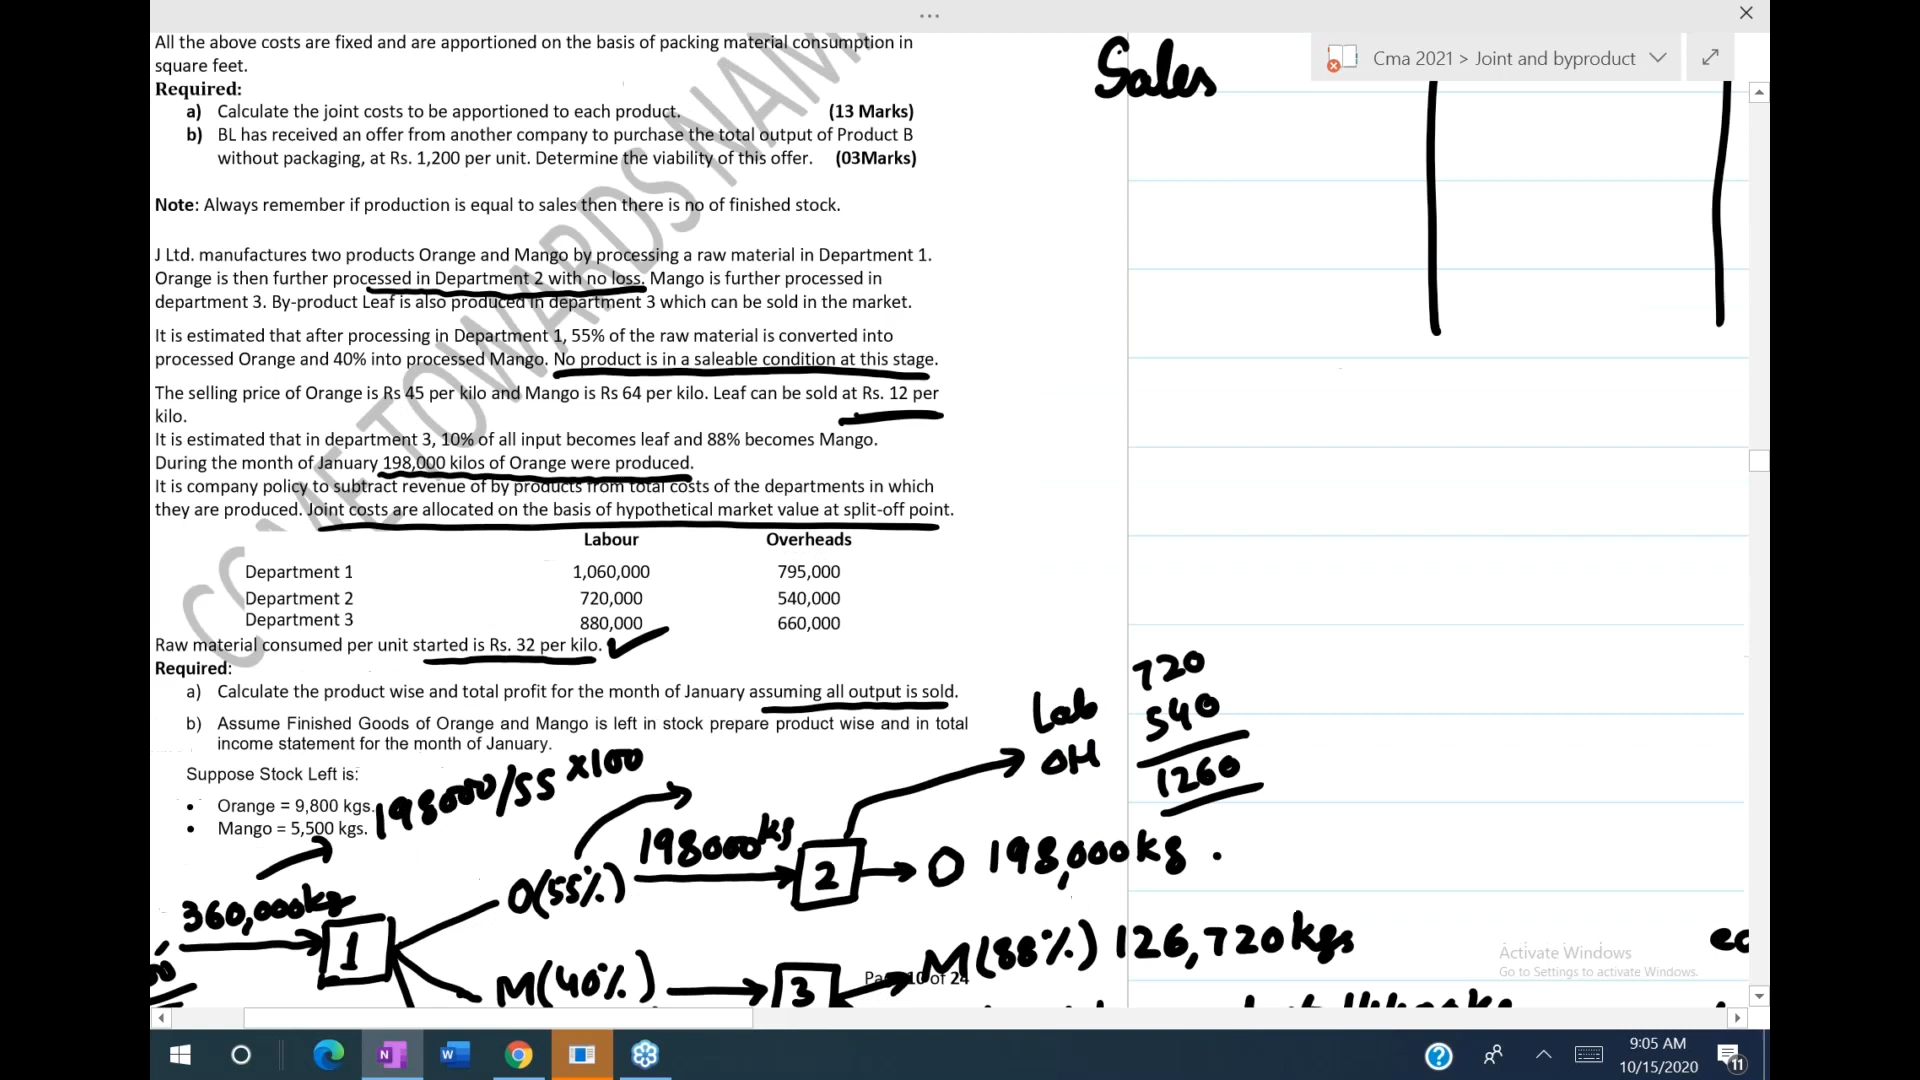 All the above costs are fixed and are apportioned on the basis of packing material consumption in
square feet.
Required:
a) Calculate the joint costs to be apportioned to each product. (13 Marks)
b) BL has received an offer from another company to purchase the total output of Product B
without packaging, at Rs. 1,200 per unit. Determine the viability of this offer. (03Marks)
Note: Always remember if production is equal to sales then there is no of finished stock.
J Ltd. manufactures two products Orange and Mango by processing a raw material in Department 1.
Orange is then further processed in Department 2 with no loss. Mango is further processed in
department 3. By-product Leaf is also produced in department 3 which can be sold in the market.
It is estimated that after processing in Department 1, 55% of the raw material is converted into
processed Orange and 40% into processed Mango. No product is in a saleable condition at this stage.
The selling price of Orange is Rs 45 per kilo and Mango is Rs 64 per kilo. Leaf can be sold at Rs. 12 per
kilo.
It is estimated that in department 3, 10% of all input becomes leaf and 88% becomes Mango.
During the month of January 198,000 kilos of Orange were produced.
It is company policy to subtract revenue of by products from total costs of the departments in which
they are produced. Joint costs are allocated on the basis of hypothetical market value at split-off point.
Labour Overheads
Department 1 1,060,000 795,000
Department 2 720,000 540,000
Department 3 880,000 660,000
Raw material consumed per unit started is Rs. 32 per kilo.
Required:
a) Calculate the product wise and total profit for the month of January assuming all output is sold.
b) Assume Finished Goods of Orange and Mango is left in stock prepare product wise and in total
income statement for the month of January.
Suppose Stock Left is:
• Orange = 9,800 kgs.
• Mango = 5,500 kgs.
COME TOWARDS NAM
198000/55 x100
360,000kg
1
O(55%)
198000kg
2
O 198,000kg.
Lab 720
OH 540
1260
M(40%)
3
M(88%) 126,720kgs
Page 10 of 24
Sales
Cma 2021 > Joint and byproduct
Activate Windows
Go to Settings to activate Windows.
9:05 AM
10/15/2020
11